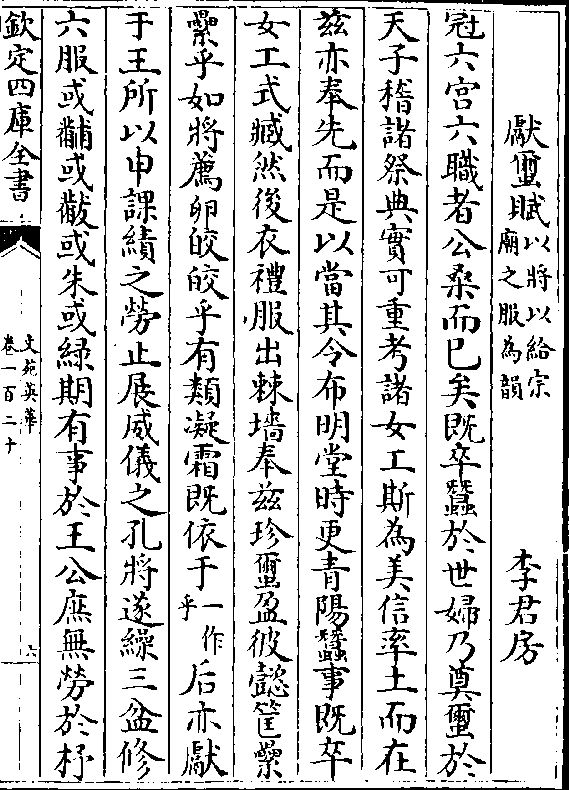 獻䖝賦以將以給宗廟之服為韻 李君房
冠六宮六職者公桑而已矣既卒蠶於世婦乃奠璽於
天子稽諸祭典實可重考諸女工斯為美信率土而在
兹亦奉先而是以當其令布明堂時更青陽蠶事既卒
女工式臧然後衣禮服出棘墻奉兹珍璽盈彼懿筐纍
纍乎如將薦卵皎皎乎有類凝霜既依于一作乎后亦獻
于王所以申課績之勞止展威儀之孔將遂繰三盆修
六服或黼或黻或朱或緑期有事於王公庶無勞於杼
欽定四庫全書
文苑英華
卷一百二十
六